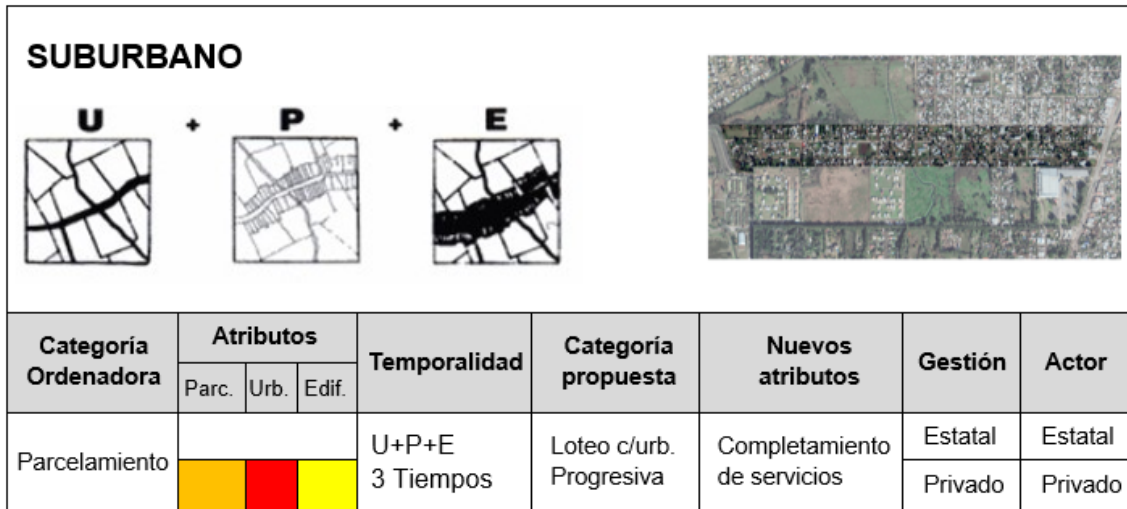 SUBURBANO
U + P + E
Categoría Ordenadora
Atributos
Parc. Urb. Edif.
Temporalidad
Categoría propuesta
Nuevos atributos
Gestión
Actor
Parcelamiento
U+P+E
3 Tiempos
Loteo c/urb.
Progresiva
Completamiento
de servicios
Estatal
Estatal
Privado
Privado